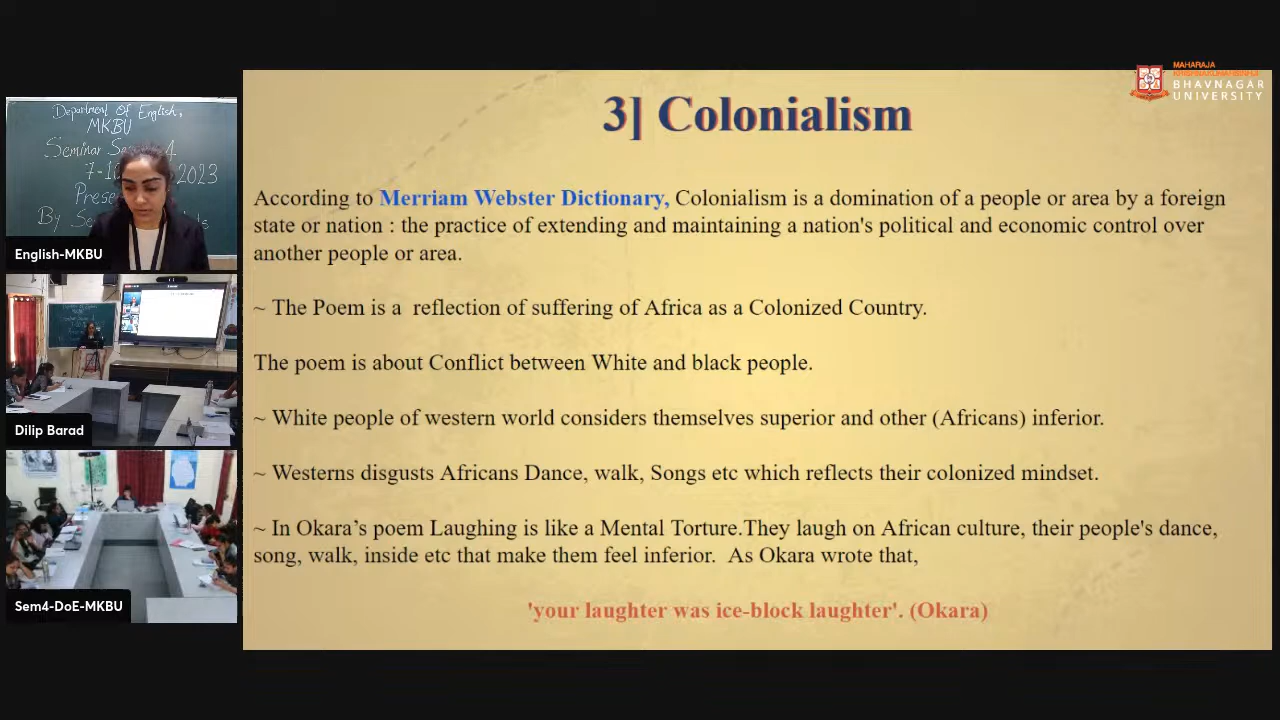 MAHARAJA
KRISHNAKUMARSINHJI
BHAVNAGAR
UNIVERSITY
3] Colonialism
According to Merriam Webster Dictionary, Colonialism is a domination of a people or area by a foreign
state or nation : the practice of extending and maintaining a nation's political and economic control over
another people or area.
~ The Poem is a reflection of suffering of Africa as a Colonized Country.
The poem is about Conflict between White and black people.
~ White people of western world considers themselves superior and other (Africans) inferior.
~ Westerns disgusts Africans Dance, walk, Songs etc which reflects their colonized mindset.
~ In Okara’s poem Laughing is like a Mental Torture.They laugh on African culture, their people's dance,
song, walk, inside etc that make them feel inferior. As Okara wrote that,
'your laughter was ice-block laughter'. (Okara)
Department Of English,
MKBU
Seminar
2023
By
English-MKBU
Dilip Barad
Sem4-DoE-MKBU